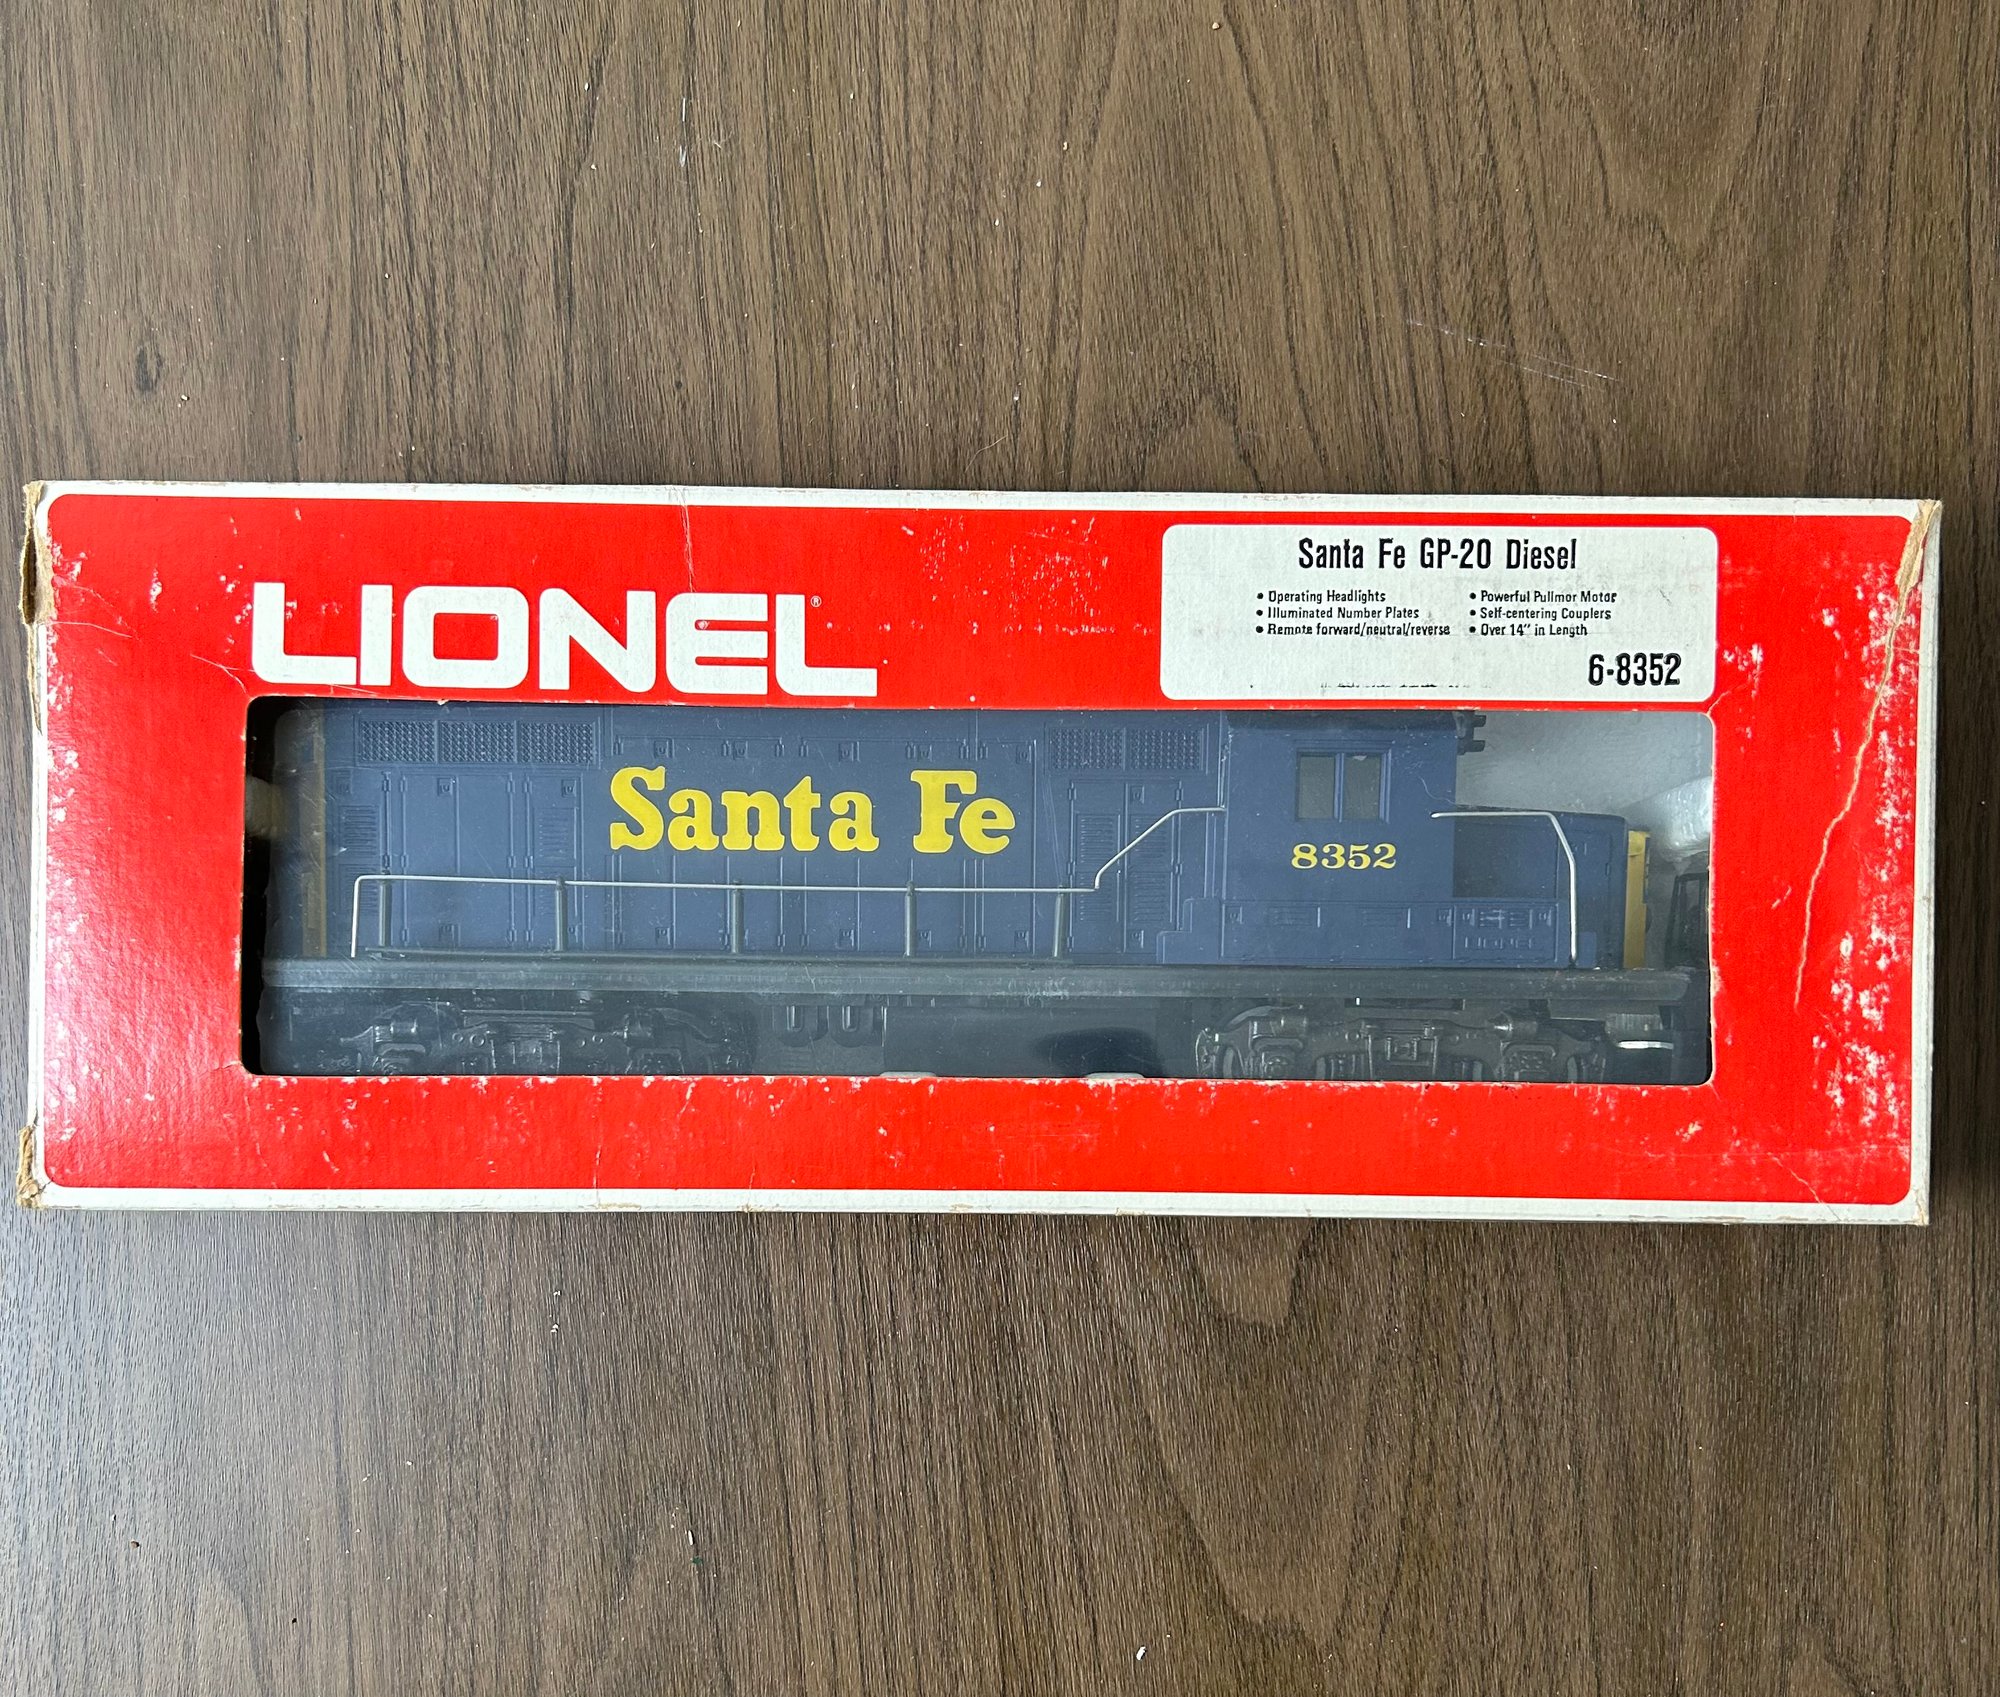 LIONEL®
Santa Fe GP-20 Diesel
• Operating Headlights
• Illuminated Number Plates
• Remote forward/neutral/reverse
• Powerful Pullmor Motor
• Self-centering Couplers
• Over 14" in Length
6-8352
Santa Fe
8352
LIONEL